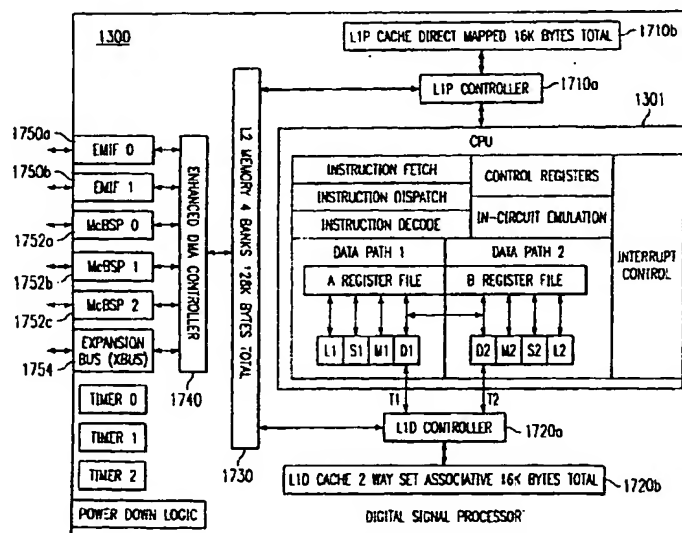 1300
L1P CACHE DIRECT MAPPED 16K BYTES TOTAL
1710b
L1P CONTROLLER
1710a
1301
CPU
INSTRUCTION FETCH
INSTRUCTION DISPATCH
INSTRUCTION DECODE
CONTROL REGISTERS
IN-CIRCUIT EMULATION
INTERRUPT
CONTROL
DATA PATH 1
DATA PATH 2
A REGISTER FILE
B REGISTER FILE
L1 S1 M1 D1
D2 M2 S2 L2
T1
T2
L1D CONTROLLER
1720a
L1D CACHE 2 WAY SET ASSOCIATIVE 16K BYTES TOTAL
1720b
L2 MEMORY 4 BANKS 128K BYTES TOTAL
1730
ENHANCED DMA CONTROLLER
1740
1750a
EMIF 0
1750b
EMIF 1
McBSP 0
1752a
McBSP 1
1752b
McBSP 2
1752c
EXPANSION
BUS (XBUS)
1754
TIMER 0
TIMER 1
TIMER 2
POWER DOWN LOGIC
DIGITAL SIGNAL PROCESSOR